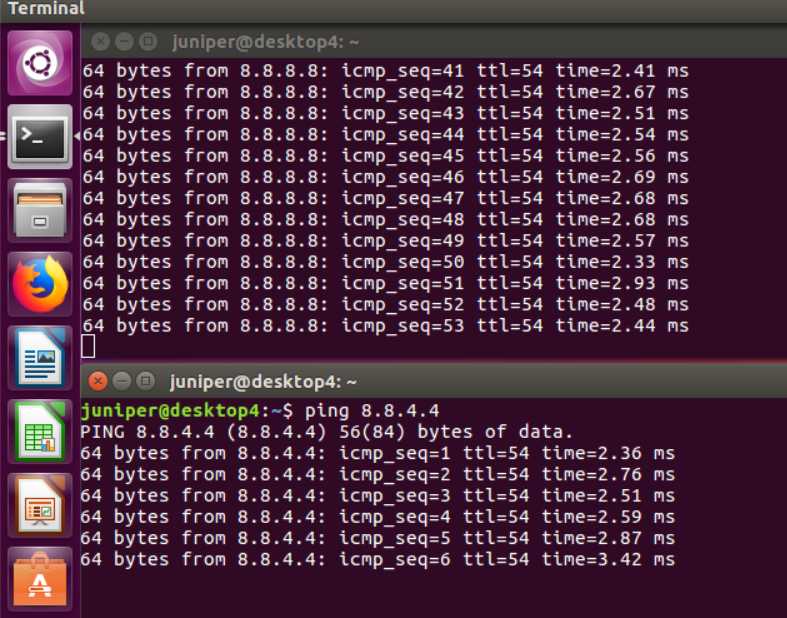 Terminal
juniper@desktop4: ~
64 bytes from 8.8.8.8: icmp_seq=41 ttl=54 time=2.41 ms
64 bytes from 8.8.8.8: icmp_seq=42 ttl=54 time=2.67 ms
64 bytes from 8.8.8.8: icmp_seq=43 ttl=54 time=2.51 ms
64 bytes from 8.8.8.8: icmp_seq=44 ttl=54 time=2.54 ms
64 bytes from 8.8.8.8: icmp_seq=45 ttl=54 time=2.56 ms
64 bytes from 8.8.8.8: icmp_seq=46 ttl=54 time=2.69 ms
64 bytes from 8.8.8.8: icmp_seq=47 ttl=54 time=2.68 ms
64 bytes from 8.8.8.8: icmp_seq=48 ttl=54 time=2.68 ms
64 bytes from 8.8.8.8: icmp_seq=49 ttl=54 time=2.57 ms
64 bytes from 8.8.8.8: icmp_seq=50 ttl=54 time=2.33 ms
64 bytes from 8.8.8.8: icmp_seq=51 ttl=54 time=2.93 ms
64 bytes from 8.8.8.8: icmp_seq=52 ttl=54 time=2.48 ms
64 bytes from 8.8.8.8: icmp_seq=53 ttl=54 time=2.44 ms
juniper@desktop4: ~
juniper@desktop4:~$ ping 8.8.4.4
PING 8.8.4.4 (8.8.4.4) 56(84) bytes of data.
64 bytes from 8.8.4.4: icmp_seq=1 ttl=54 time=2.36 ms
64 bytes from 8.8.4.4: icmp_seq=2 ttl=54 time=2.76 ms
64 bytes from 8.8.4.4: icmp_seq=3 ttl=54 time=2.51 ms
64 bytes from 8.8.4.4: icmp_seq=4 ttl=54 time=2.59 ms
64 bytes from 8.8.4.4: icmp_seq=5 ttl=54 time=2.87 ms
64 bytes from 8.8.4.4: icmp_seq=6 ttl=54 time=3.42 ms